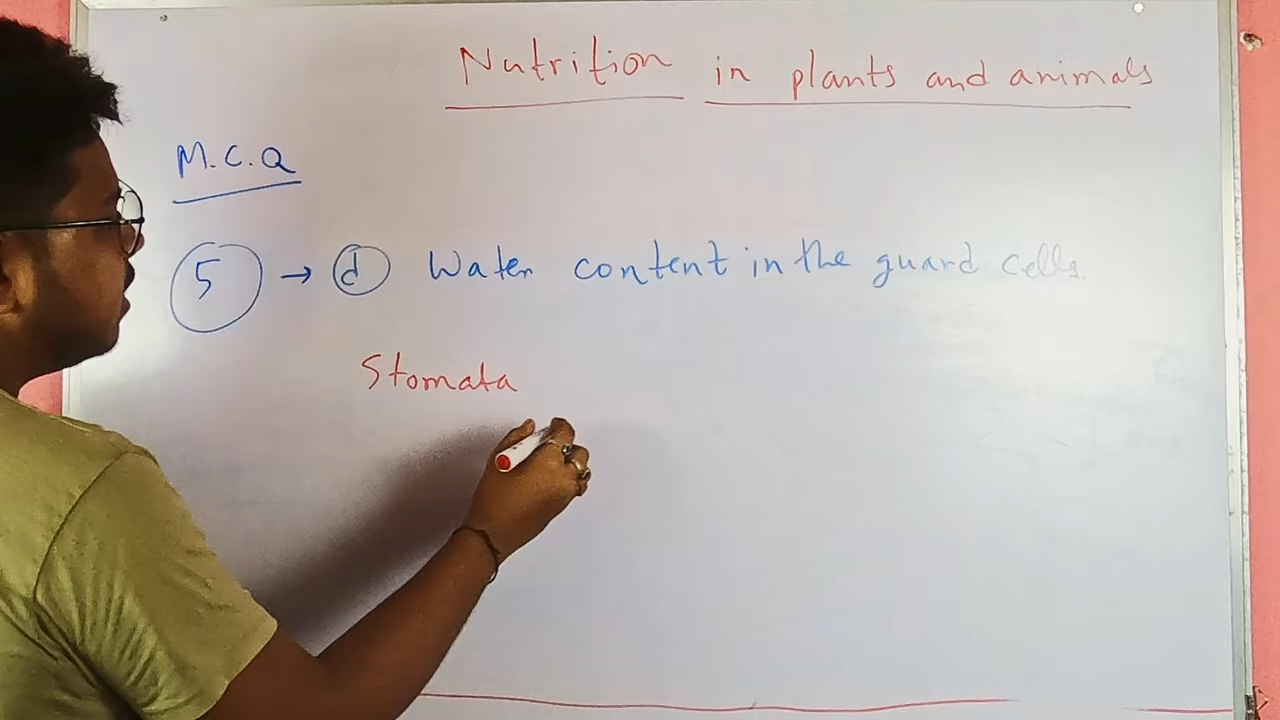 Nutrition in plants and animals
M.C.Q
5 → d Water content in the guard cells.
Stomata